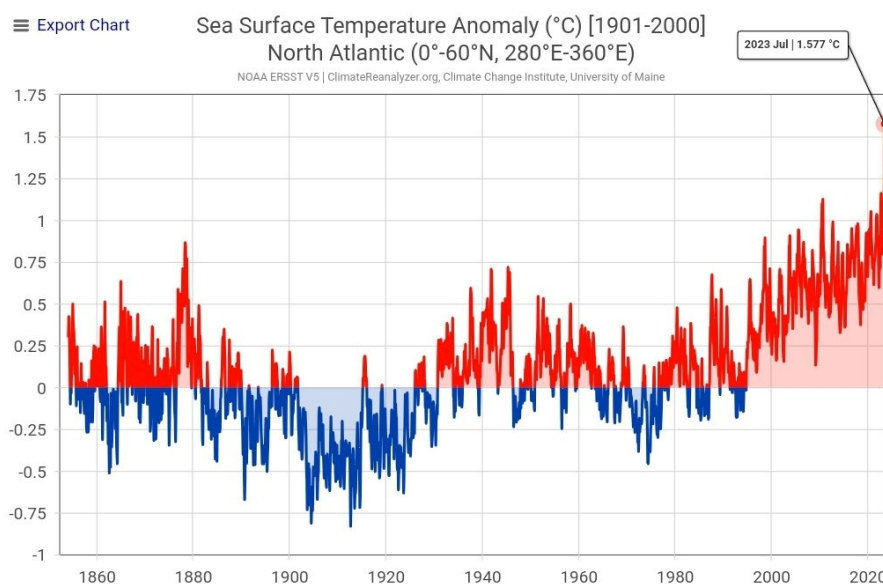 Export Chart
Sea Surface Temperature Anomaly (°C) [1901-2000]
North Atlantic (0°-60°N, 280°E-360°E)
NOAA ERSST V5 | ClimateReanalyzer.org, Climate Change Institute, University of Maine
2023 Jul | 1.577 °C
1.75
1.5
1.25
1
0.75
0.5
0.25
0
-0.25
-0.5
-0.75
-1
1860 1880 1900 1920 1940 1960 1980 2000 2020